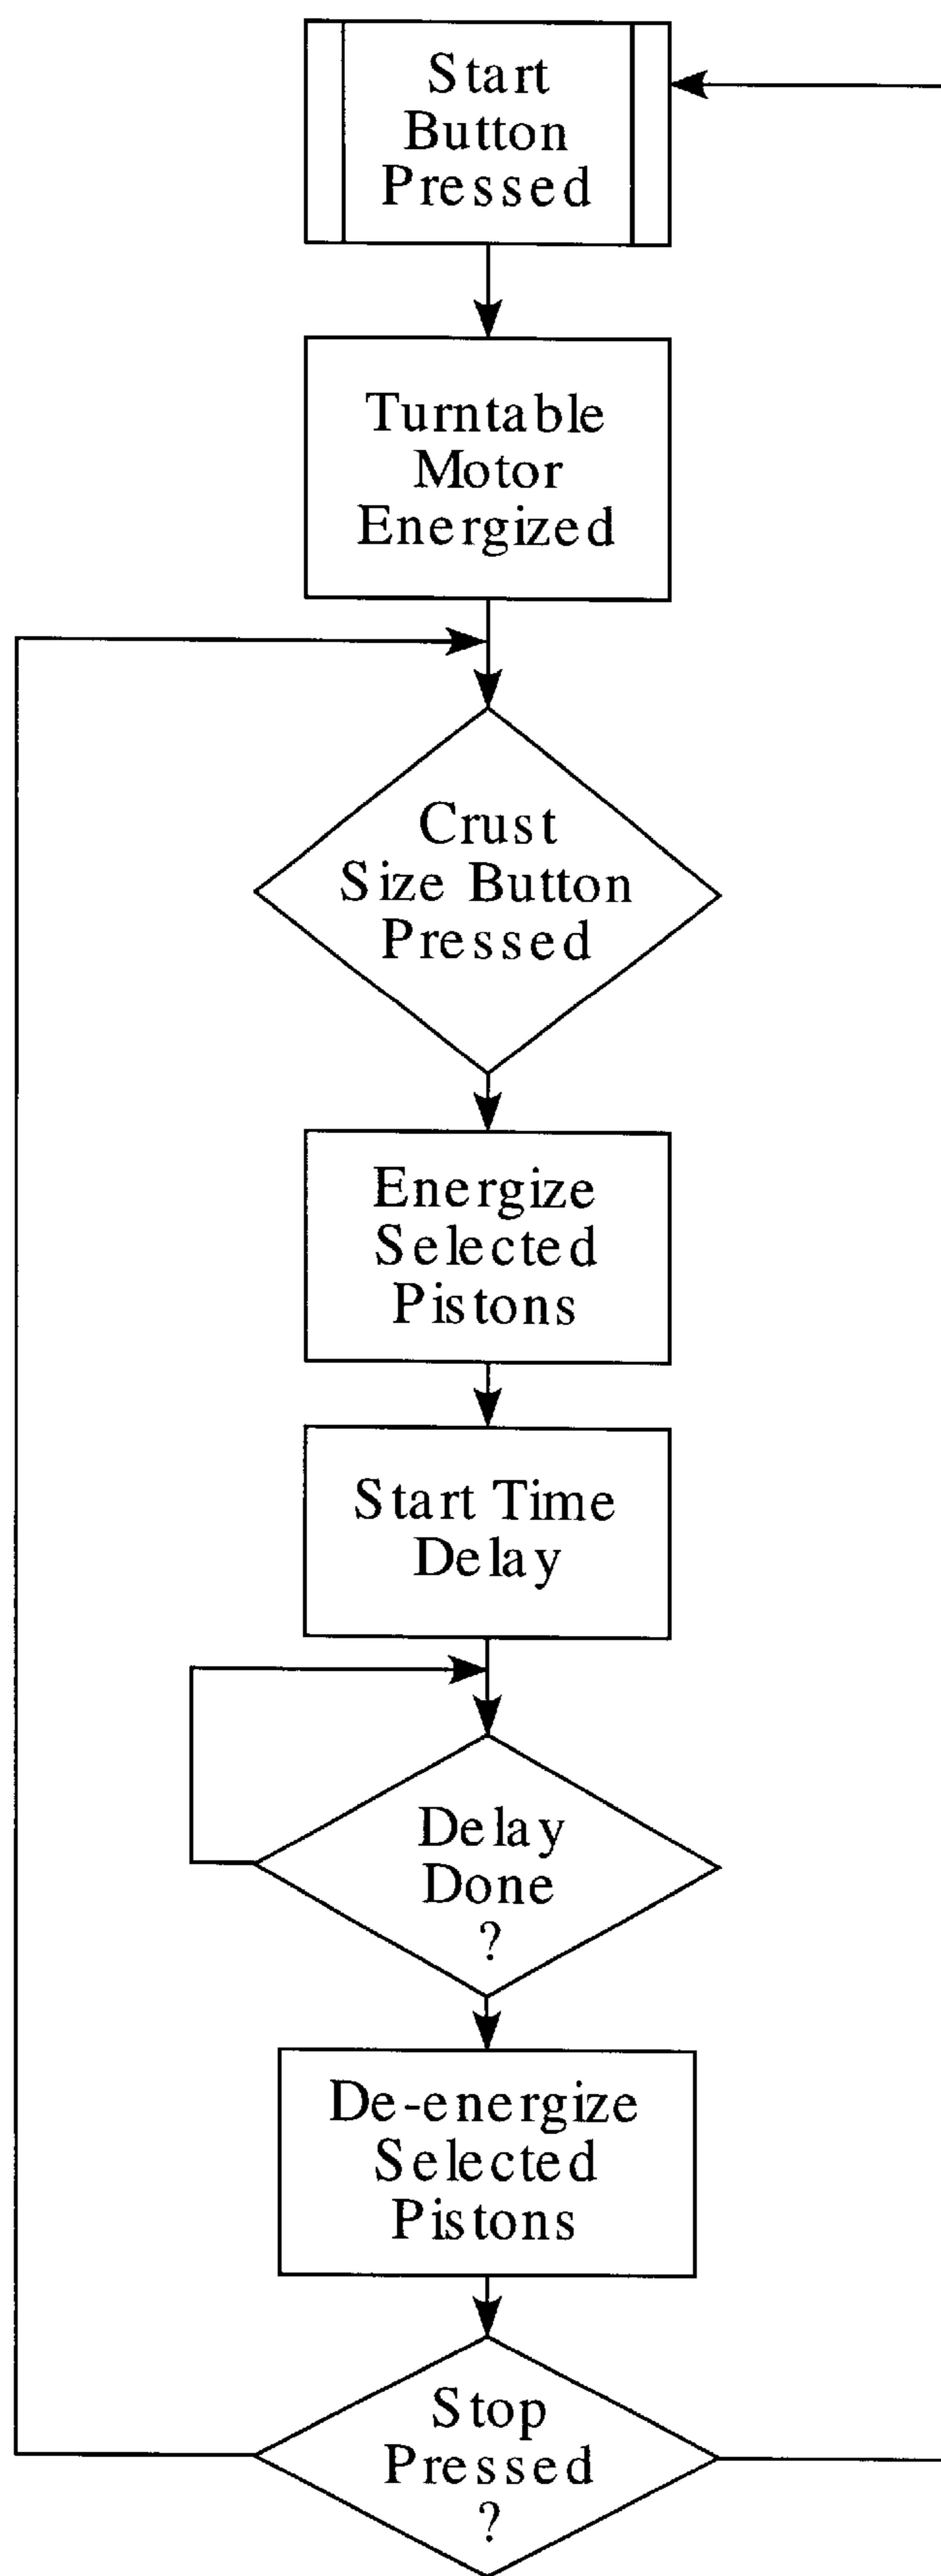 Start
Button
Pressed
Turntable
Motor
Energized
Crust
Size Button
Pressed
Energize
Selected
Pistons
Start Time
Delay
Delay
Done
?
De-energize
Selected
Pistons
Stop
Pressed
?